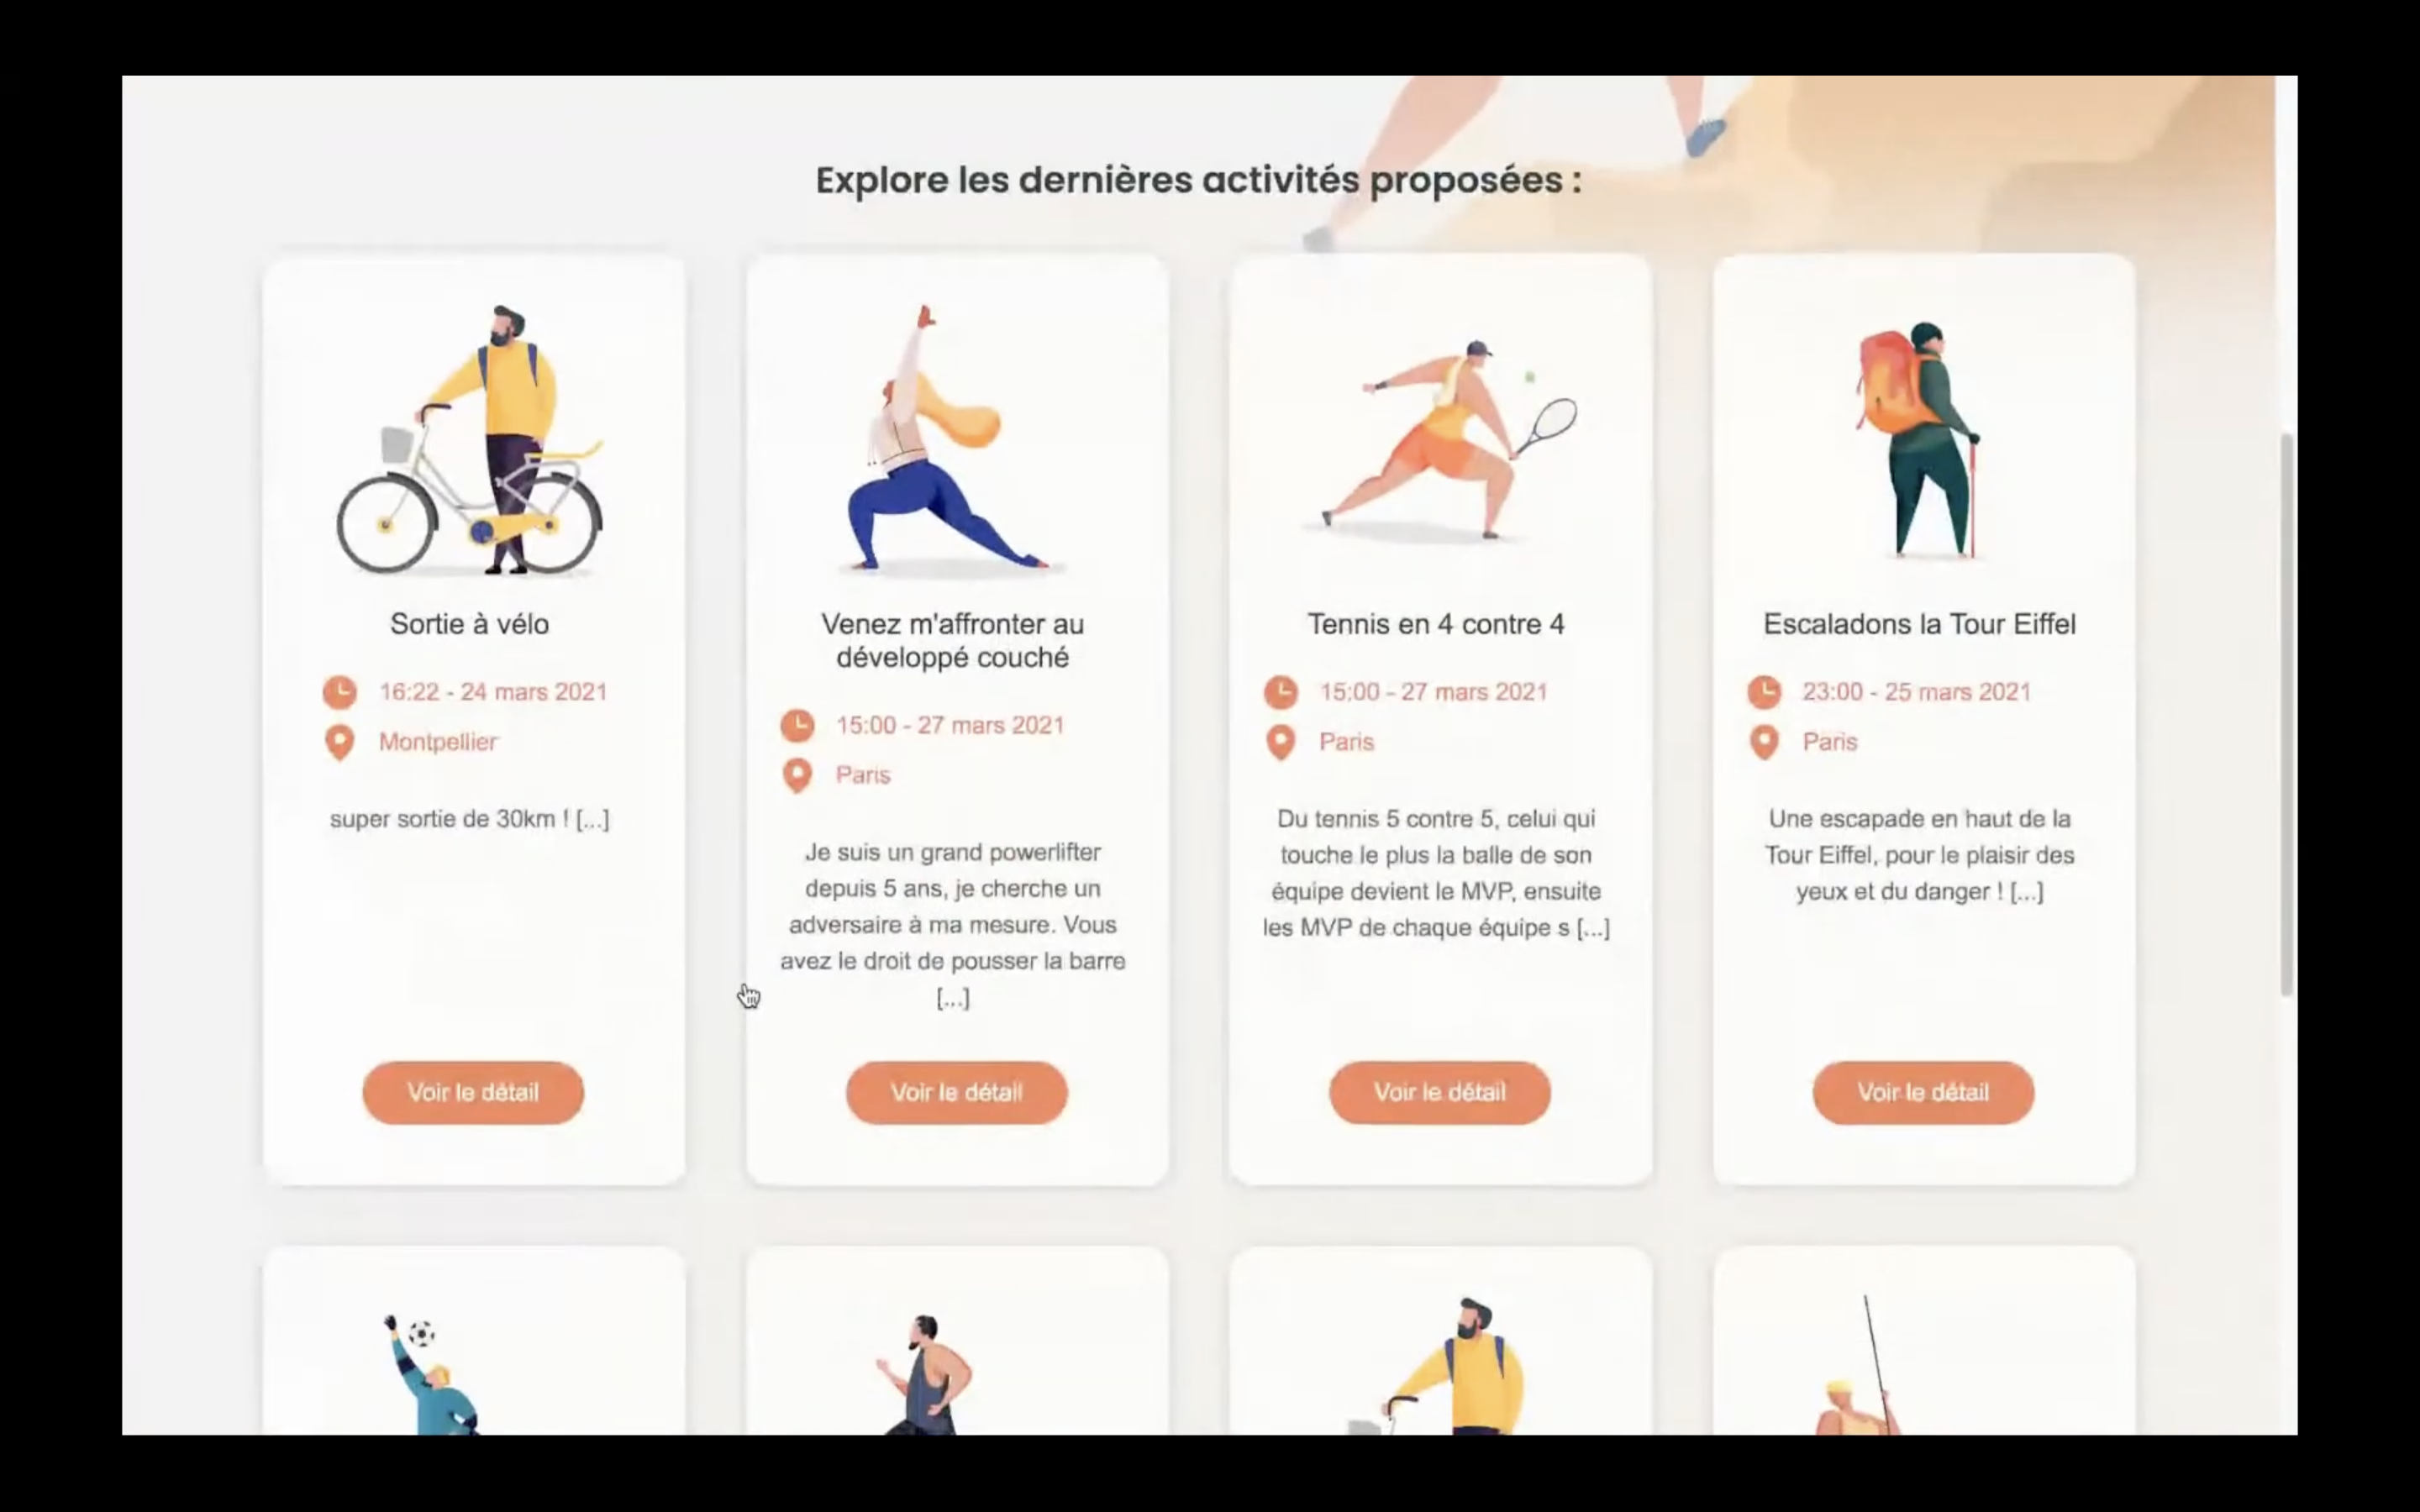 Explore les dernières activités proposées :
Sortie à vélo
16:22 - 24 mars 2021
Montpellier
super sortie de 30km ! [...]
Voir le détail
Venez m'affronter au
développé couché
15:00 - 27 mars 2021
Paris
Je suis un grand powerlifter
depuis 5 ans, je cherche un
adversaire à ma mesure. Vous
avez le droit de pousser la barre
[...]
Voir le détail
Tennis en 4 contre 4
15:00 - 27 mars 2021
Paris
Du tennis 5 contre 5, celui qui
touche le plus la balle de son
équipe devient le MVP, ensuite
les MVP de chaque équipe s [...]
Voir le détail
Escaladons la Tour Eiffel
23:00 - 25 mars 2021
Paris
Une escapade en haut de la
Tour Eiffel, pour le plaisir des
yeux et du danger ! [...]
Voir le détail